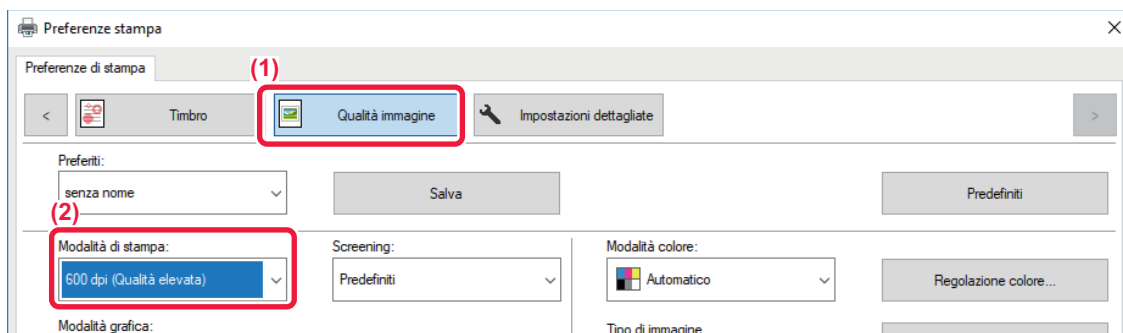 Preferenze stampa
Preferenze di stampa
(1)
< Timbro Qualità immagine Impostazioni dettagliate >
Preferiti:
senza nome Salva Predefiniti
(2)
Modalità di stampa: Screening: Modalità colore:
600 dpi (Qualità elevata) Predefiniti Automatico Regolazione colore...
Modalità grafica: Tipo di immagine